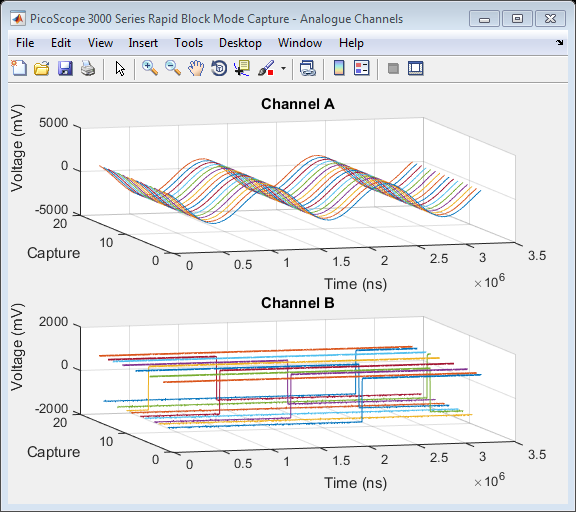 PicoScope 3000 Series Rapid Block Mode Capture - Analogue Channels
File Edit View Insert Tools Desktop Window Help
Channel A
Voltage (mV)
5000
0
-5000
20
10
0
Capture
0 0.5 1 1.5 2 2.5 3 3.5
Time (ns)
×10^6
Channel B
Voltage (mV)
2000
0
-2000
20
10
0
Capture
0 0.5 1 1.5 2 2.5 3 3.5
Time (ns)
×10^6